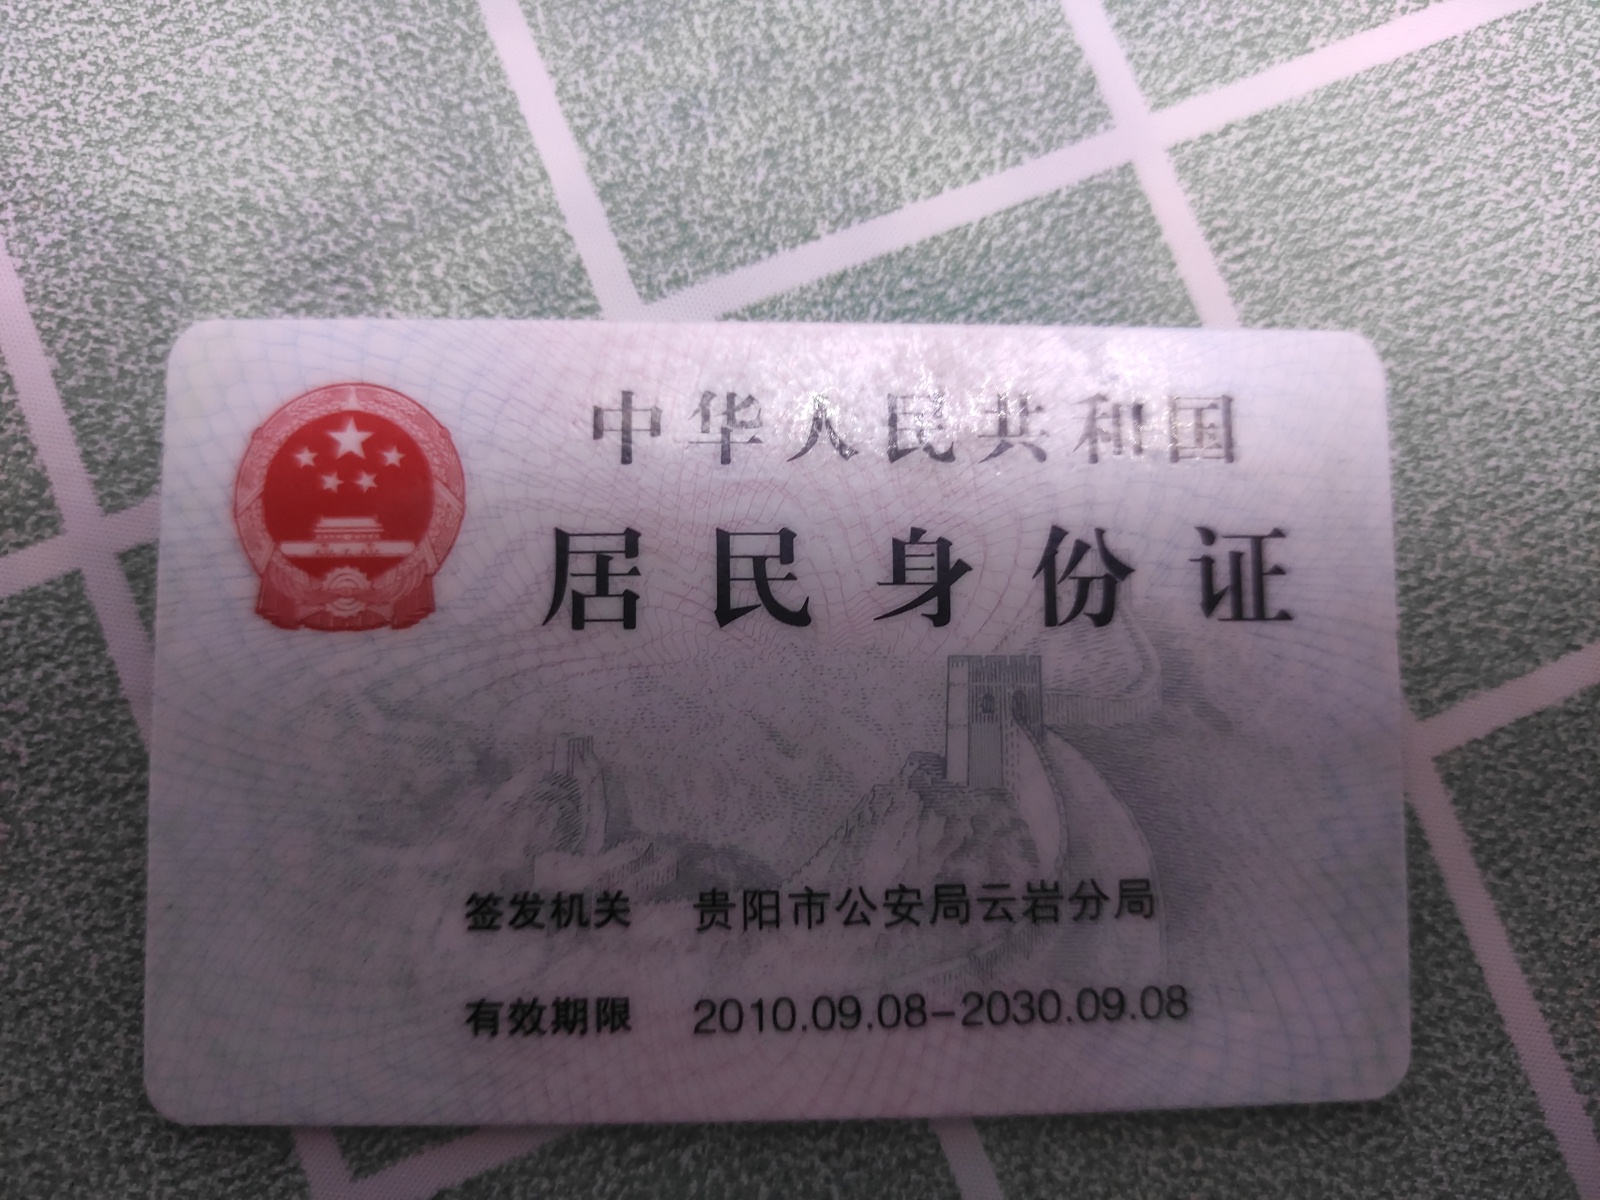 中华人民共和国
居民身份证
签发机关 贵阳市公安局云岩分局
有效期限 2010.09.08-2030.09.08